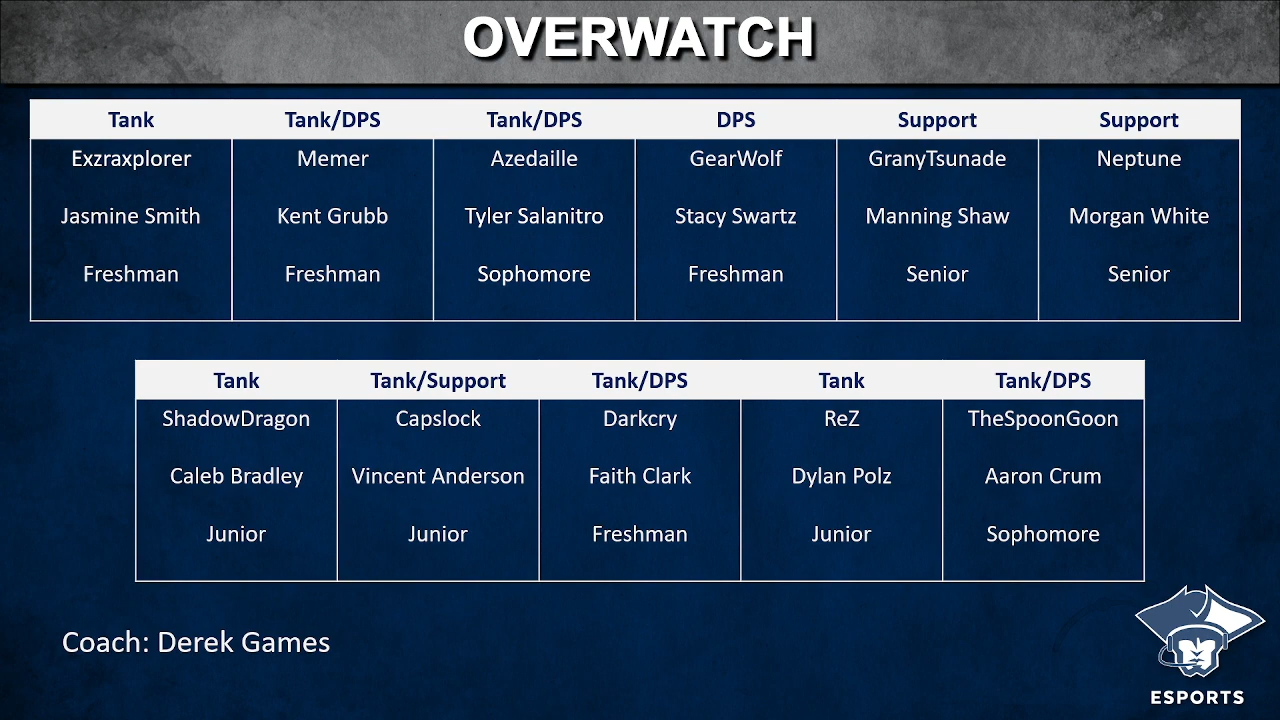 OVERWATCH
Tank Tank/DPS Tank/DPS DPS Support Support
Exzraxplorer Memer Azedaille GearWolf GranyTsunade Neptune
Jasmine Smith Kent Grubb Tyler Salanitro Stacy Swartz Manning Shaw Morgan White
Freshman Freshman Sophomore Freshman Senior Senior
Tank Tank/Support Tank/DPS Tank Tank/DPS
ShadowDragon Capslock Darkcry ReZ TheSpoonGoon
Caleb Bradley Vincent Anderson Faith Clark Dylan Polz Aaron Crum
Junior Junior Freshman Junior Sophomore
Coach: Derek Games
ESPORTS